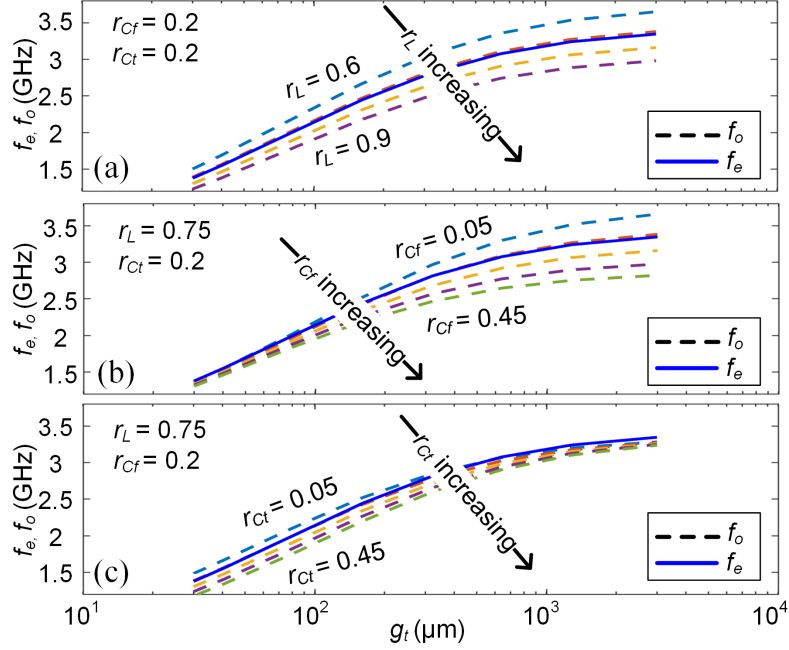 r_Cf = 0.2
r_Ct = 0.2
r_L increasing
r_L = 0.6
r_L = 0.9
f_o
f_e
3.5
3
2.5
2
1.5
f_e, f_o (GHz)
(a)
r_L = 0.75
r_Ct = 0.2
r_Cf increasing
r_Cf = 0.05
r_Cf = 0.45
f_o
f_e
3.5
3
2.5
2
1.5
f_e, f_o (GHz)
(b)
r_L = 0.75
r_Cf = 0.2
r_Ct increasing
r_Ct = 0.05
r_Ct = 0.45
f_o
f_e
3.5
3
2.5
2
1.5
f_e, f_o (GHz)
(c)
10^1 10^2 10^3 10^4
g_t (μm)